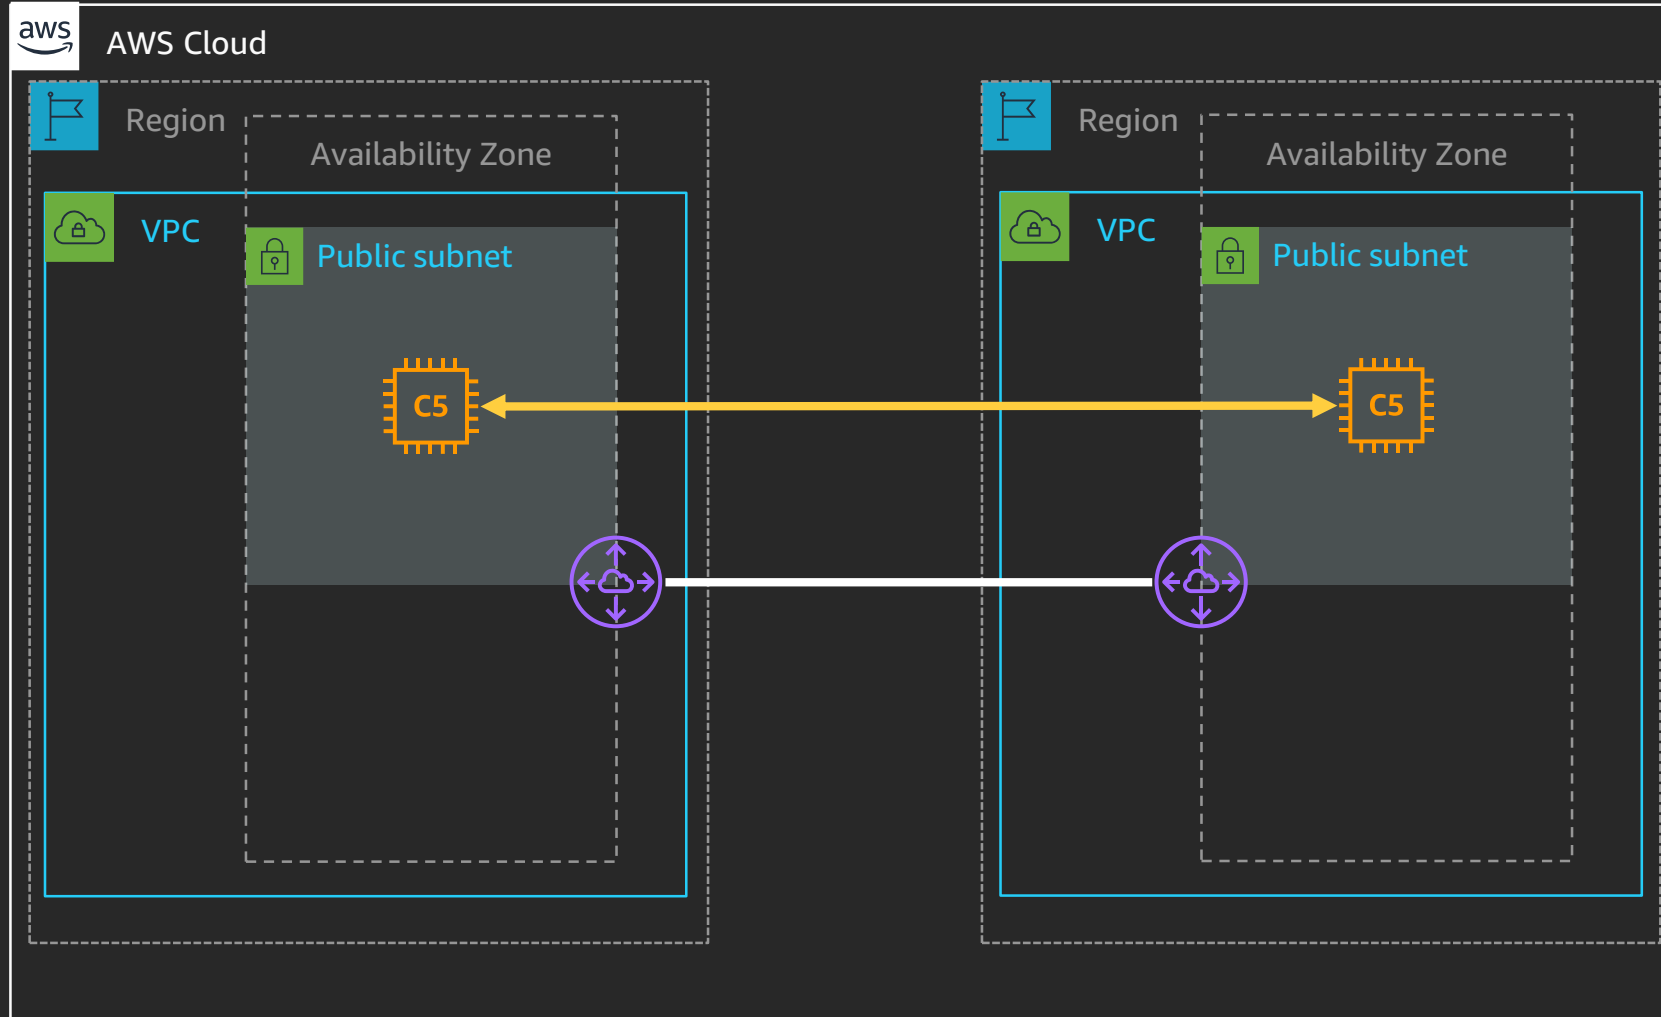 aws
AWS Cloud
Region
Availability Zone
VPC
Public subnet
C5
Region
Availability Zone
VPC
Public subnet
C5